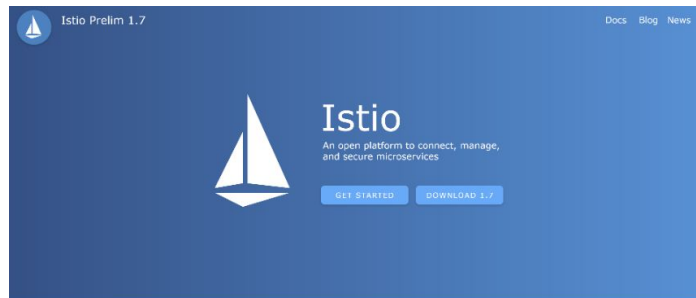 Istio Prelim 1.7
Docs Blog News
Istio
An open platform to connect, manage,
and secure microservices
GET STARTED DOWNLOAD 1.7